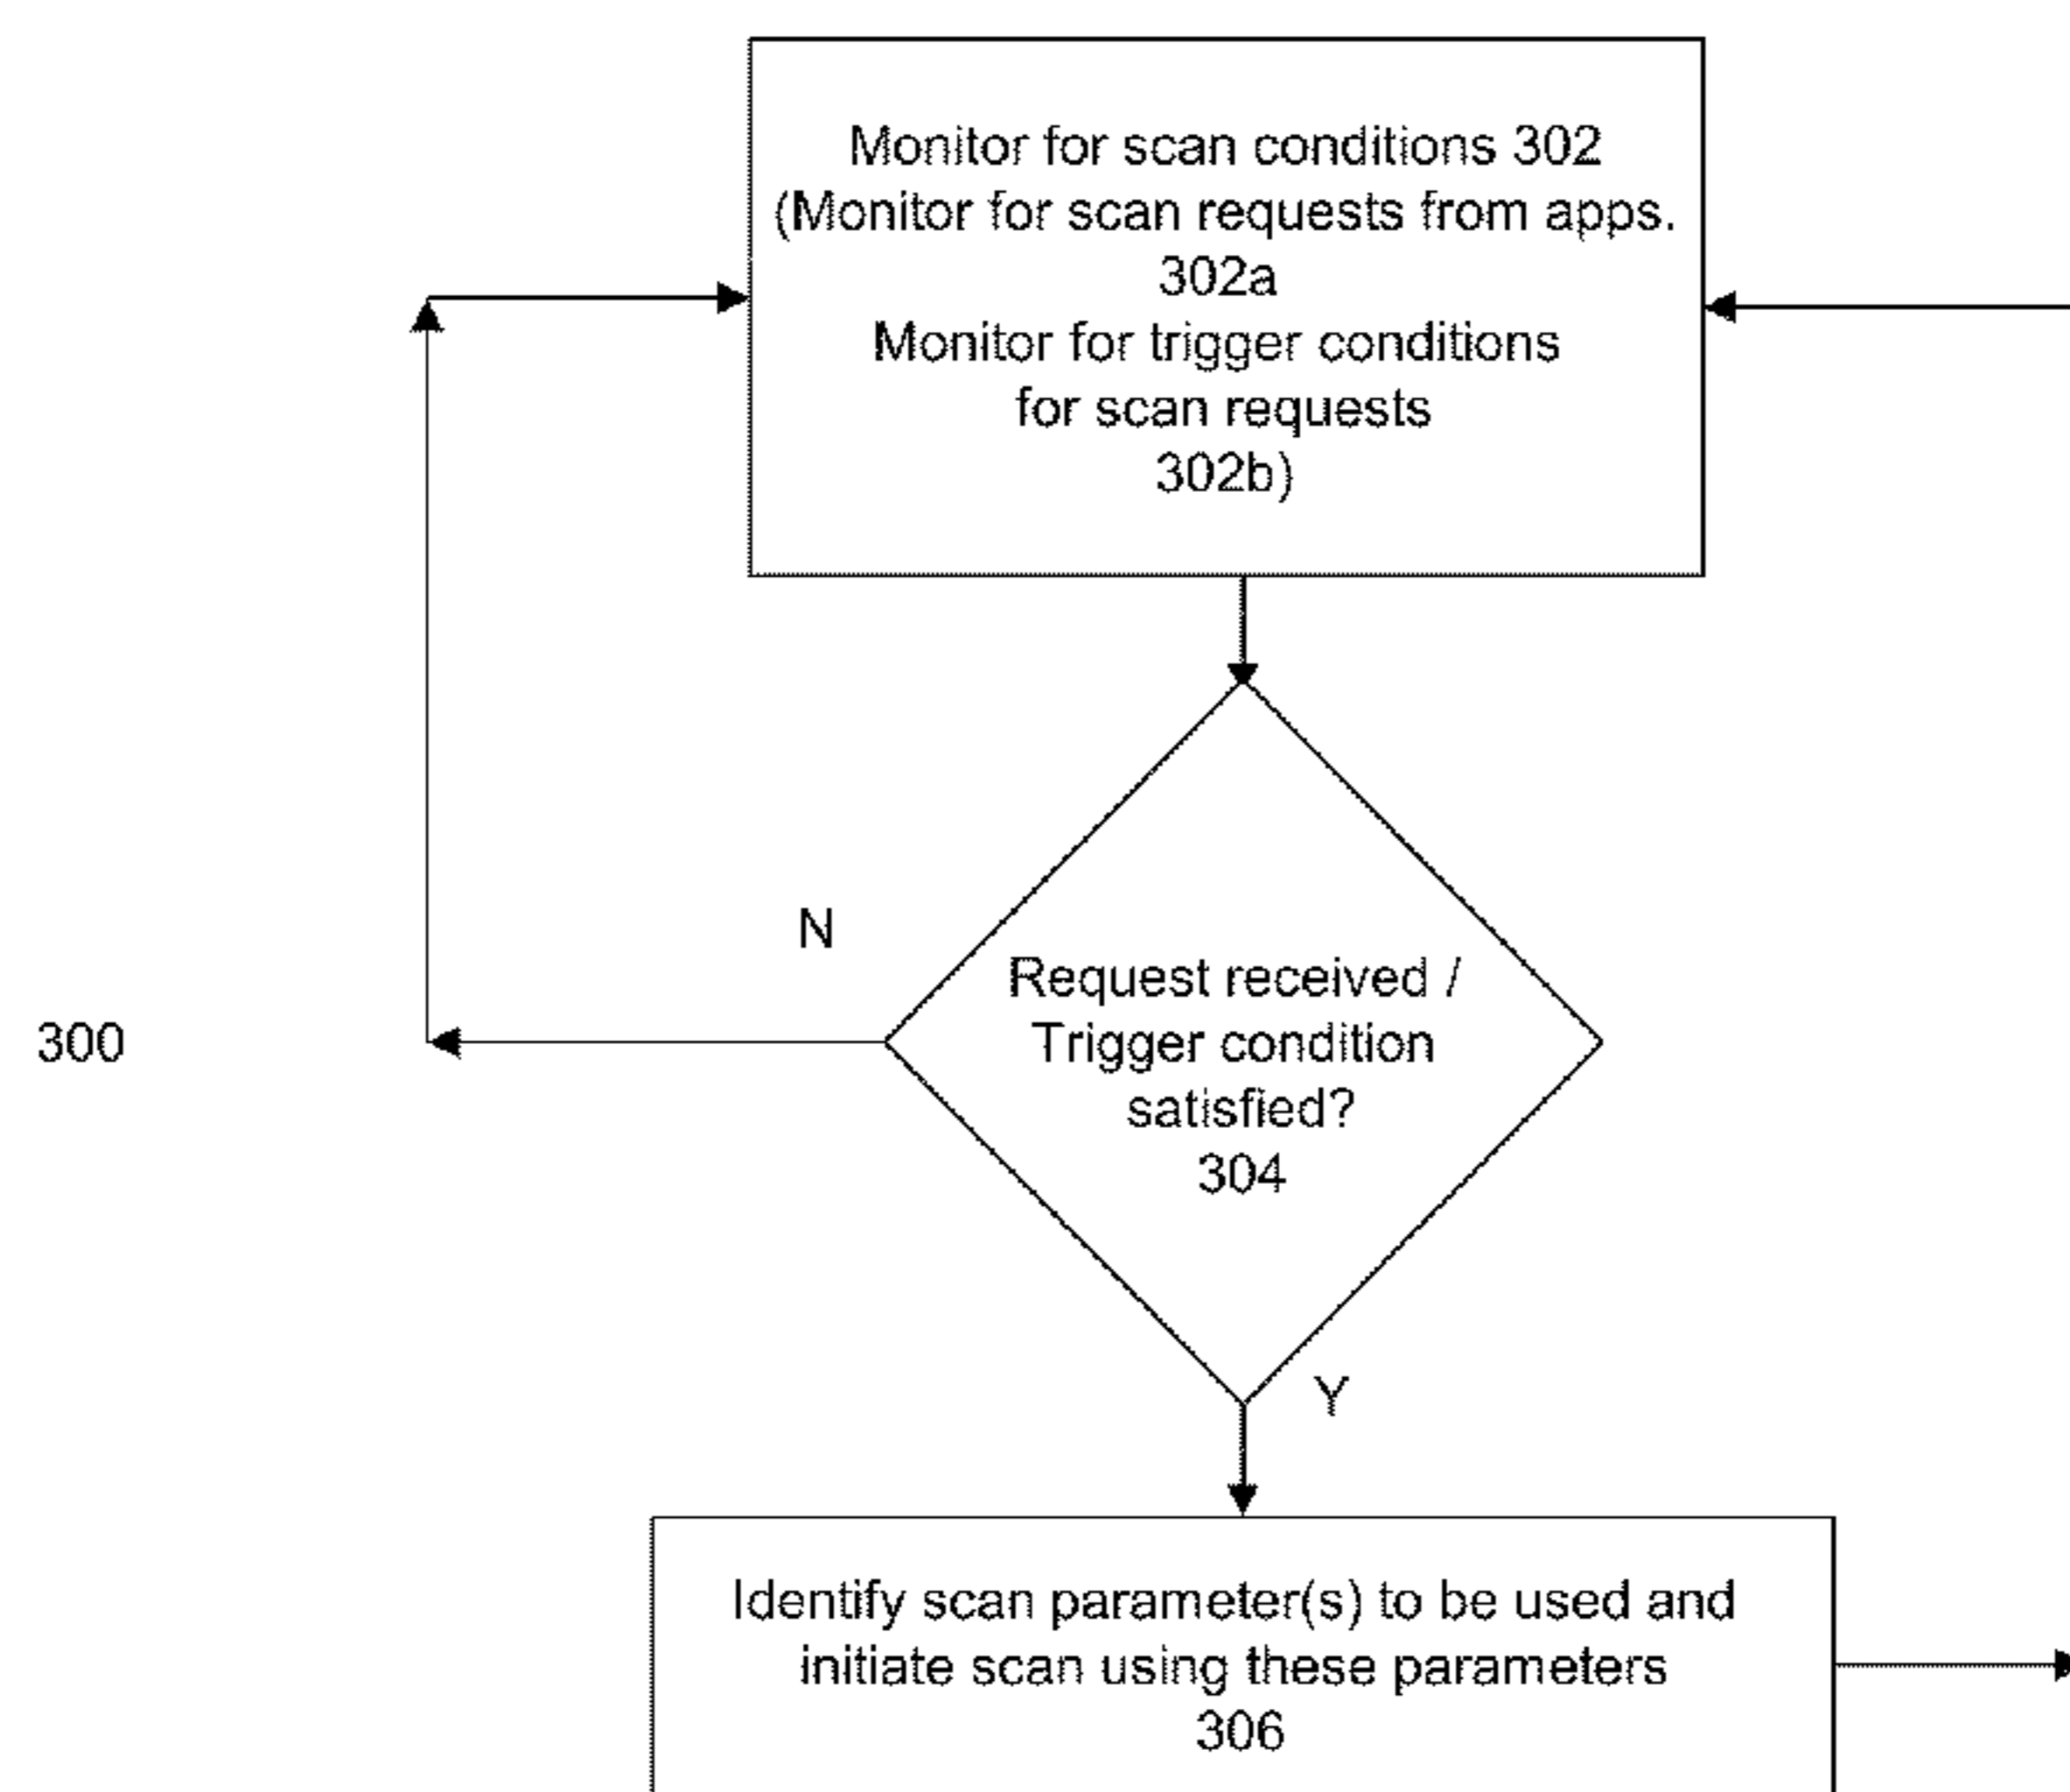 Monitor for scan conditions 302
(Monitor for scan requests from apps.
302a
Monitor for trigger conditions
for scan requests
302b)
N
Request received /
Trigger condition
satisfied?
304
300
Y
Identify scan parameter(s) to be used and
initiate scan using these parameters
306